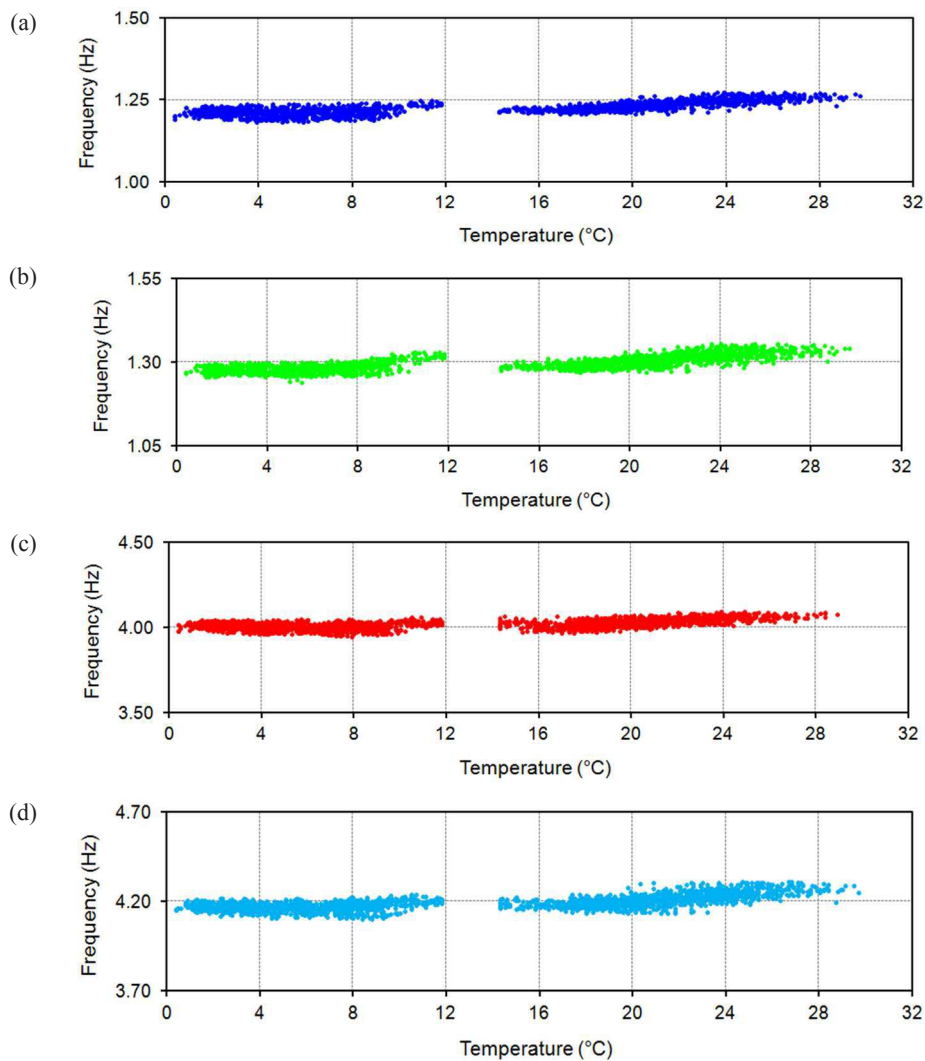 (a)
Frequency (Hz)
1.50
1.25
1.00
0 4 8 12 16 20 24 28 32
Temperature (°C)
(b)
Frequency (Hz)
1.55
1.30
1.05
0 4 8 12 16 20 24 28 32
Temperature (°C)
(c)
Frequency (Hz)
4.50
4.00
3.50
0 4 8 12 16 20 24 28 32
Temperature (°C)
(d)
Frequency (Hz)
4.70
4.20
3.70
0 4 8 12 16 20 24 28 32
Temperature (°C)